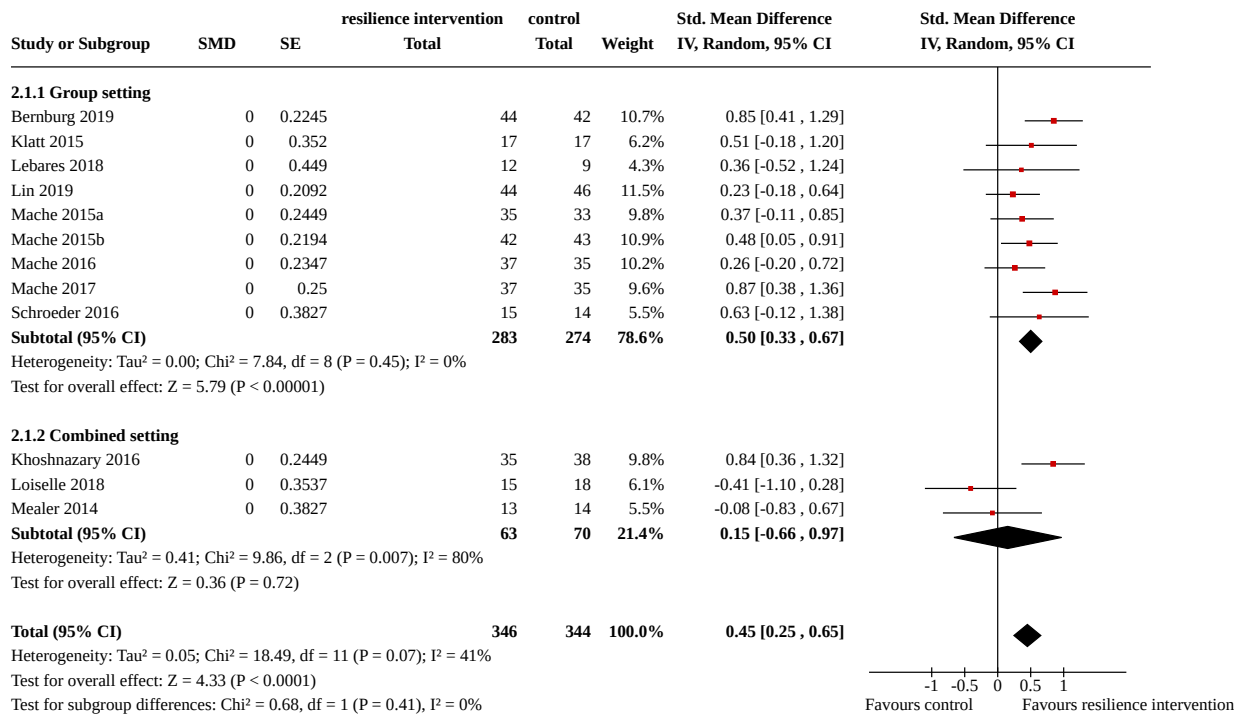 resilience intervention control Std. Mean Difference Std. Mean Difference
Study or Subgroup SMD SE Total Total Weight IV, Random, 95% CI IV, Random, 95% CI
2.1.1 Group setting
Bernburg 2019 0 0.2245 44 42 10.7% 0.85 [0.41 , 1.29]
Klatt 2015 0 0.352 17 17 6.2% 0.51 [-0.18 , 1.20]
Lebares 2018 0 0.449 12 9 4.3% 0.36 [-0.52 , 1.24]
Lin 2019 0 0.2092 44 46 11.5% 0.23 [-0.18 , 0.64]
Mache 2015a 0 0.2449 35 33 9.8% 0.37 [-0.11 , 0.85]
Mache 2015b 0 0.2194 42 43 10.9% 0.48 [0.05 , 0.91]
Mache 2016 0 0.2347 37 35 10.2% 0.26 [-0.20 , 0.72]
Mache 2017 0 0.25 37 35 9.6% 0.87 [0.38 , 1.36]
Schroeder 2016 0 0.3827 15 14 5.5% 0.63 [-0.12 , 1.38]
Subtotal (95% CI) 283 274 78.6% 0.50 [0.33 , 0.67]
Heterogeneity: Tau² = 0.00; Chi² = 7.84, df = 8 (P = 0.45); I² = 0%
Test for overall effect: Z = 5.79 (P < 0.00001)
2.1.2 Combined setting
Khoshnazary 2016 0 0.2449 35 38 9.8% 0.84 [0.36 , 1.32]
Loiselle 2018 0 0.3537 15 18 6.1% -0.41 [-1.10 , 0.28]
Mealer 2014 0 0.3827 13 14 5.5% -0.08 [-0.83 , 0.67]
Subtotal (95% CI) 63 70 21.4% 0.15 [-0.66 , 0.97]
Heterogeneity: Tau² = 0.41; Chi² = 9.86, df = 2 (P = 0.007); I² = 80%
Test for overall effect: Z = 0.36 (P = 0.72)
Total (95% CI) 346 344 100.0% 0.45 [0.25 , 0.65]
Heterogeneity: Tau² = 0.05; Chi² = 18.49, df = 11 (P = 0.07); I² = 41%
Test for overall effect: Z = 4.33 (P < 0.0001) -1 -0.5 0 0.5 1
Test for subgroup differences: Chi² = 0.68, df = 1 (P = 0.41), I² = 0% Favours control Favours resilience intervention